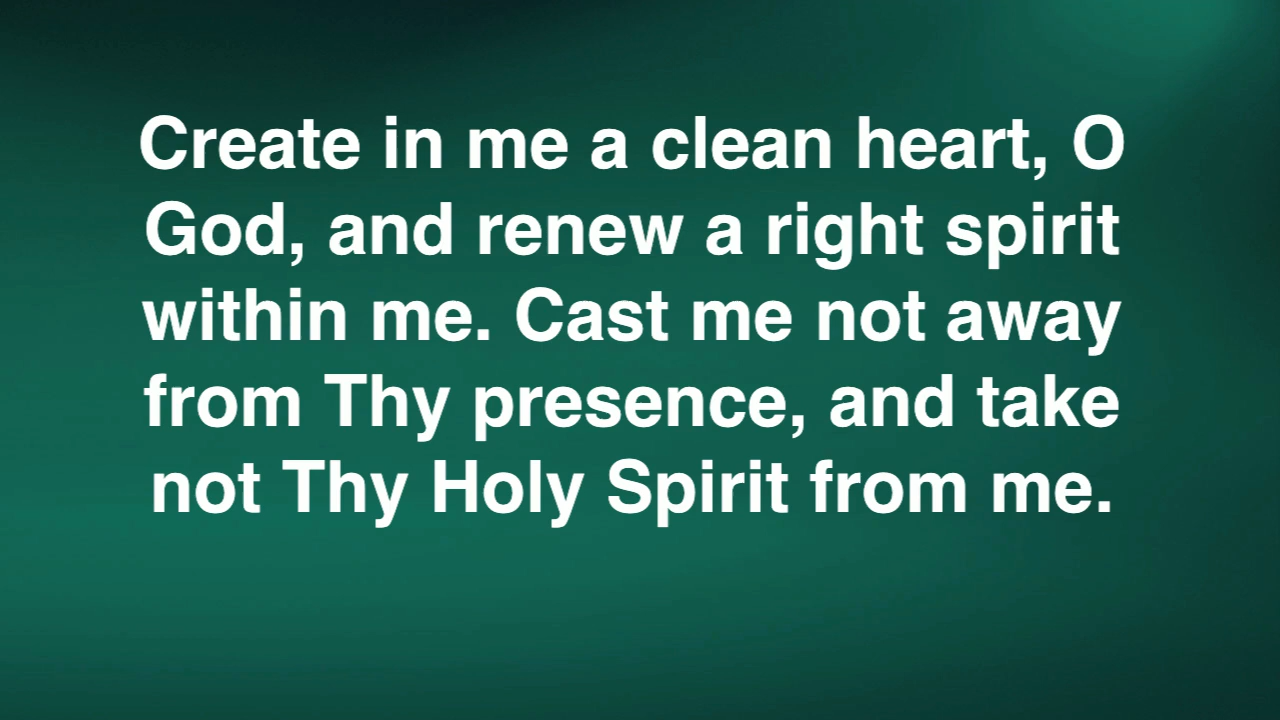 Create in me a clean heart, O
God, and renew a right spirit
within me. Cast me not away
from Thy presence, and take
not Thy Holy Spirit from me.